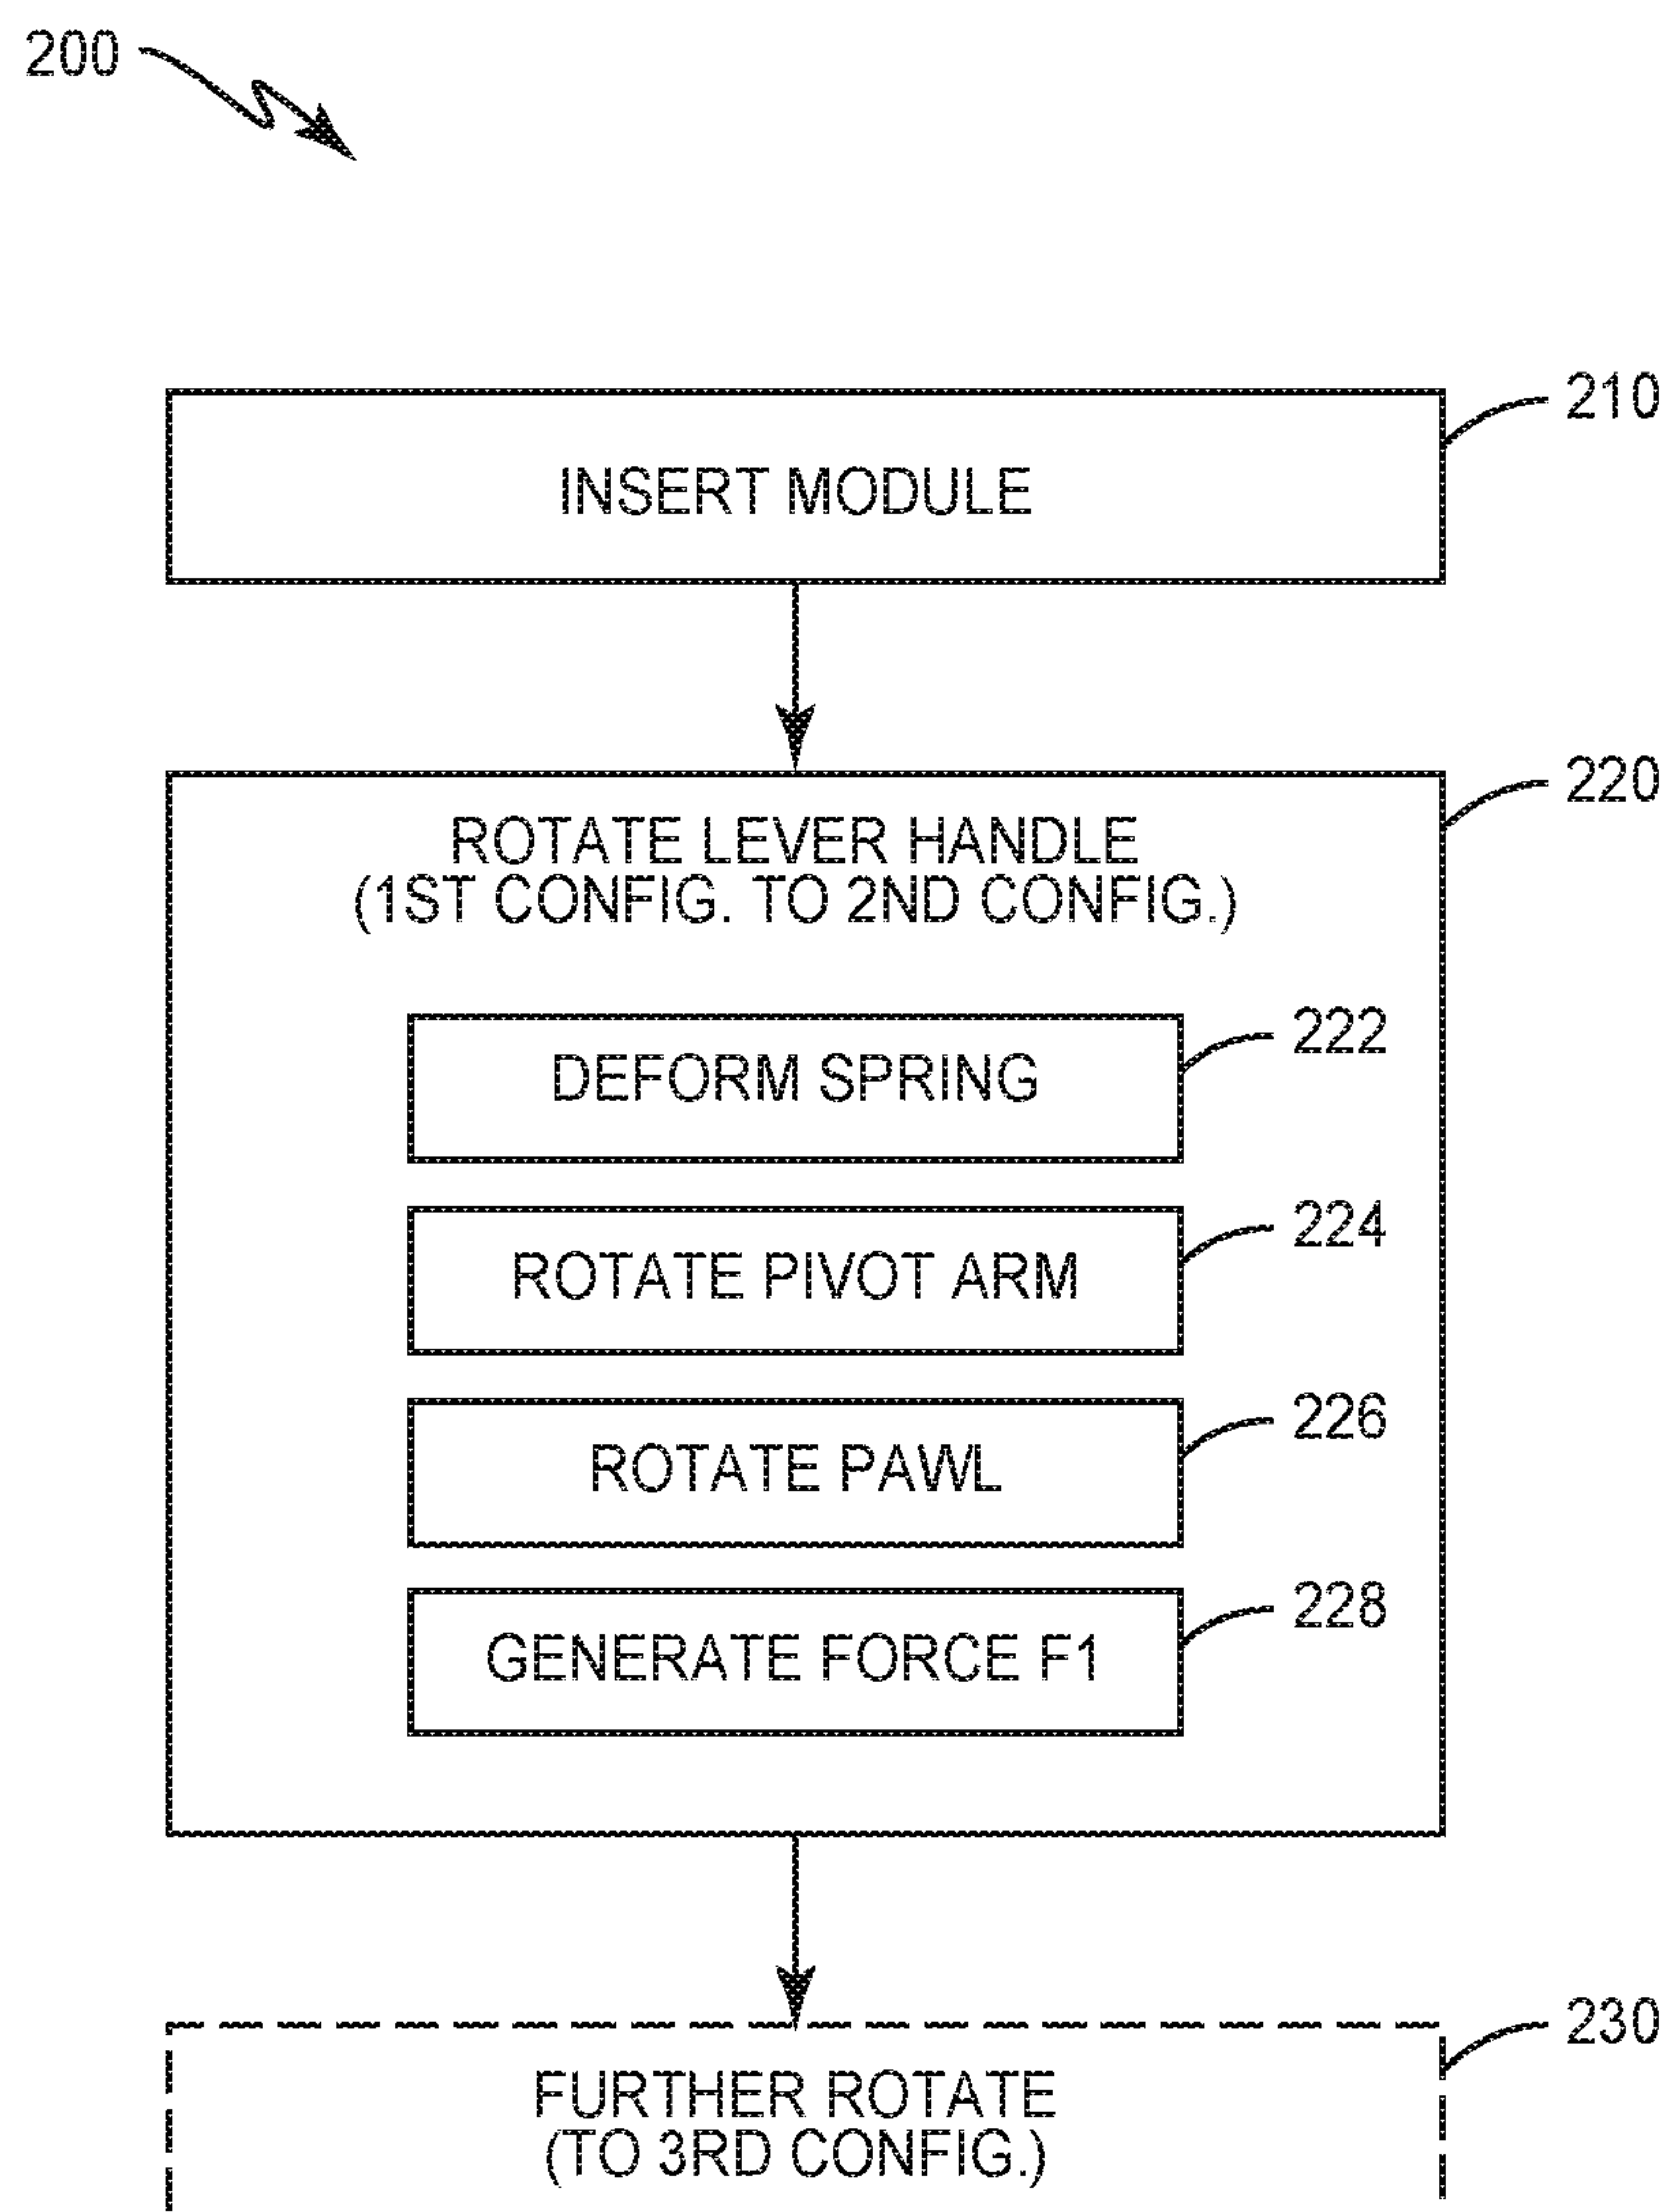 200
210
INSERT MODULE
220
ROTATE LEVER HANDLE
(1ST CONFIG. TO 2ND CONFIG.)
222
DEFORM SPRING
224
ROTATE PIVOT ARM
226
ROTATE PAWL
228
GENERATE FORCE F1
230
FURTHER ROTATE
(TO 3RD CONFIG.)